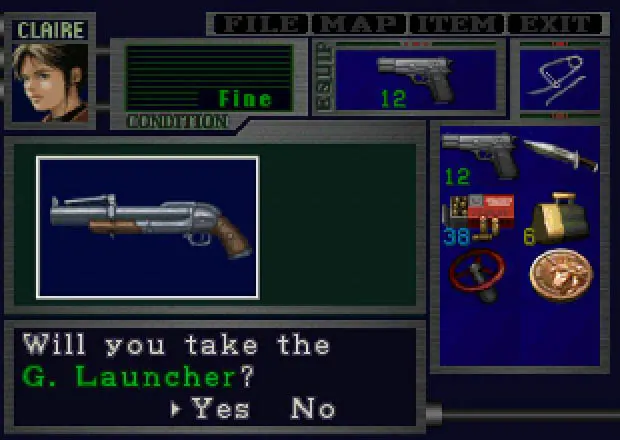 CLAIRE
FILE MAP ITEM EXIT
EQUIP
12
Fine
CONDITION
12
38 6
Will you take the
G. Launcher?
Yes No